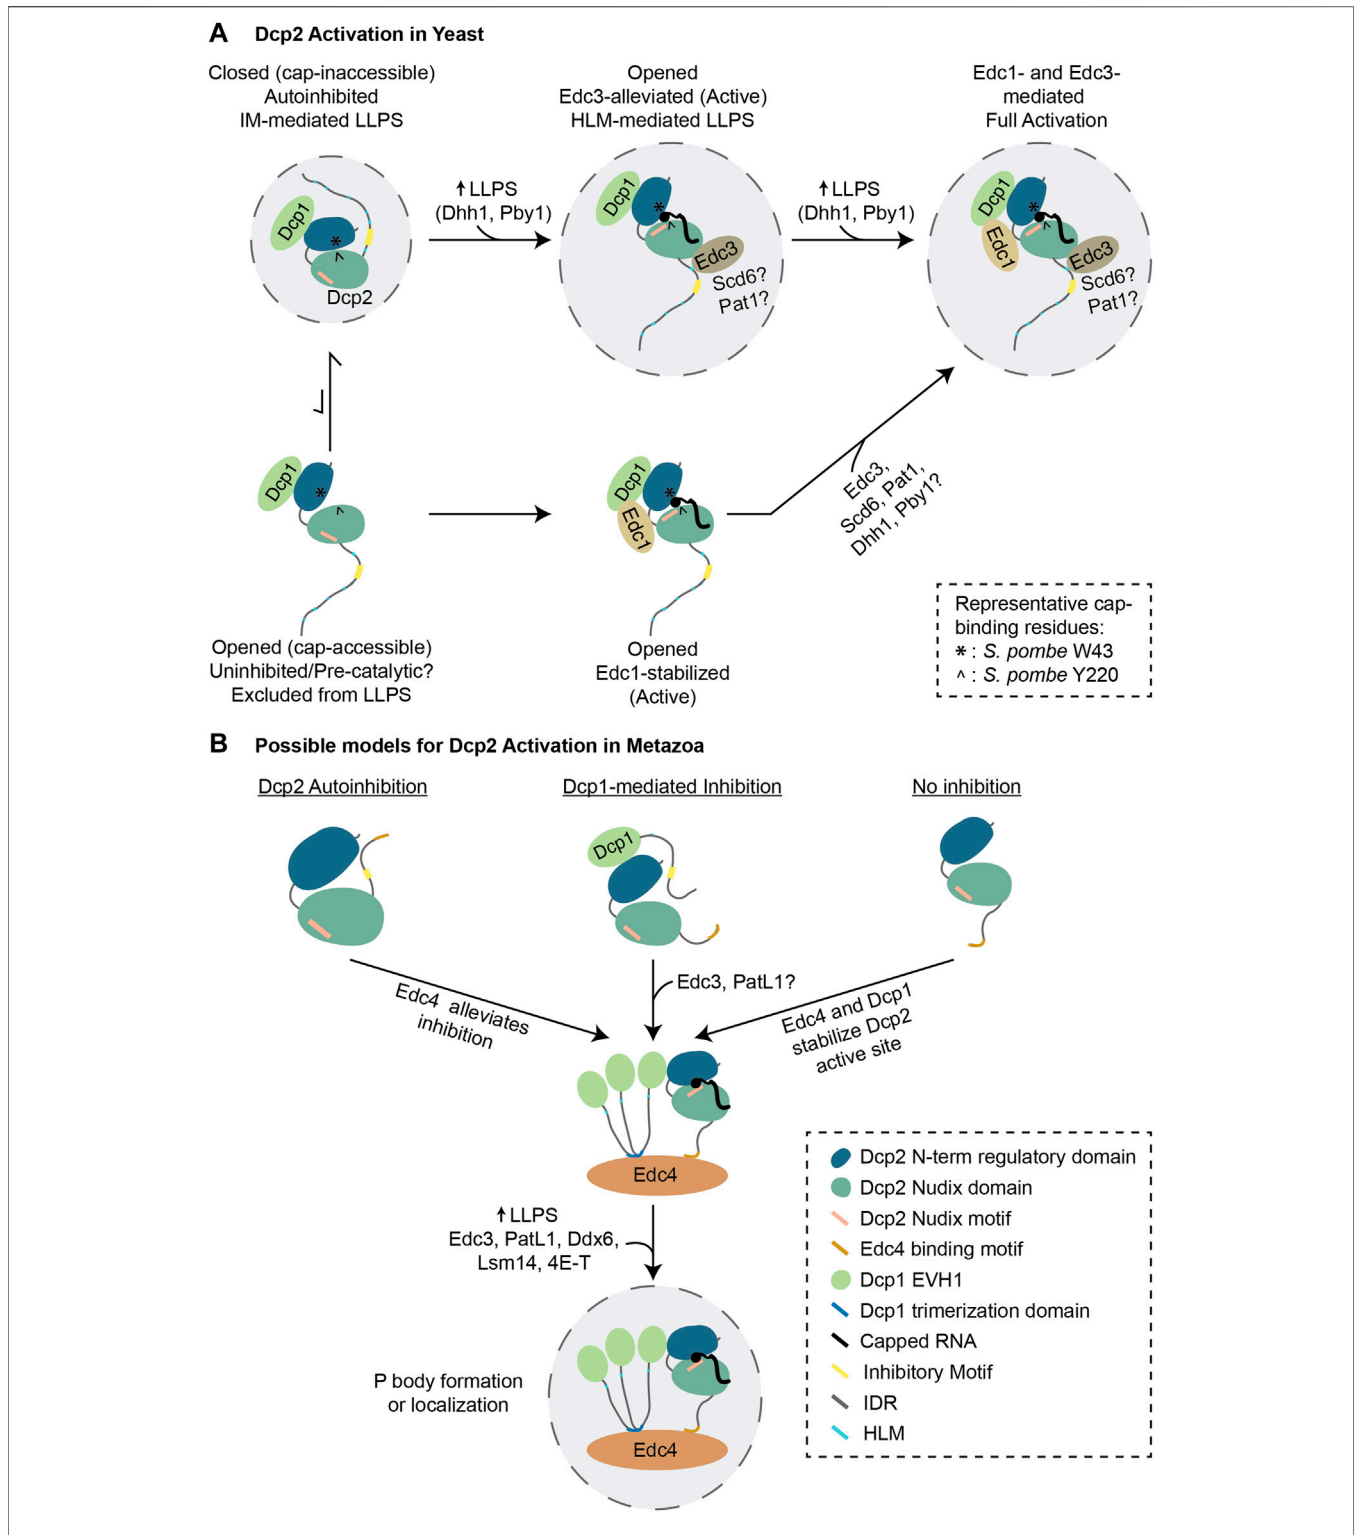 A Dcp2 Activation in Yeast
Closed (cap-inaccessible)
Autoinhibited
IM-mediated LLPS
Opened
Edc3-alleviated (Active)
HLM-mediated LLPS
Edc1- and Edc3-
mediated
Full Activation
Dcp1
Dcp2
↑LLPS
(Dhh1, Pby1)
Dcp1
Edc3
Scd6?
Pat1?
↑LLPS
(Dhh1, Pby1)
Dcp1
Edc1
Edc3
Scd6?
Pat1?
*
^
*
^
*
^
Dcp1
*
^
Opened (cap-accessible)
Uninhibited/Pre-catalytic?
Excluded from LLPS
Dcp1
Edc1
*
^
Opened
Edc1-stabilized
(Active)
Edc3,
Scd6, Pat1,
Dhh1, Pby1?
Representative cap-
binding residues:
* : S. pombe W43
^ : S. pombe Y220
B Possible models for Dcp2 Activation in Metazoa
Dcp2 Autoinhibition
Dcp1-mediated Inhibition
No inhibition
Dcp1
Edc4 alleviates
inhibition
Edc3, PatL1?
Edc4 and Dcp1
stabilize Dcp2
active site
Edc4
↑LLPS
Edc3, PatL1, Ddx6,
Lsm14, 4E-T
P body formation
or localization
Edc4
Dcp2 N-term regulatory domain
Dcp2 Nudix domain
Dcp2 Nudix motif
Edc4 binding motif
Dcp1 EVH1
Dcp1 trimerization domain
Capped RNA
Inhibitory Motif
IDR
HLM